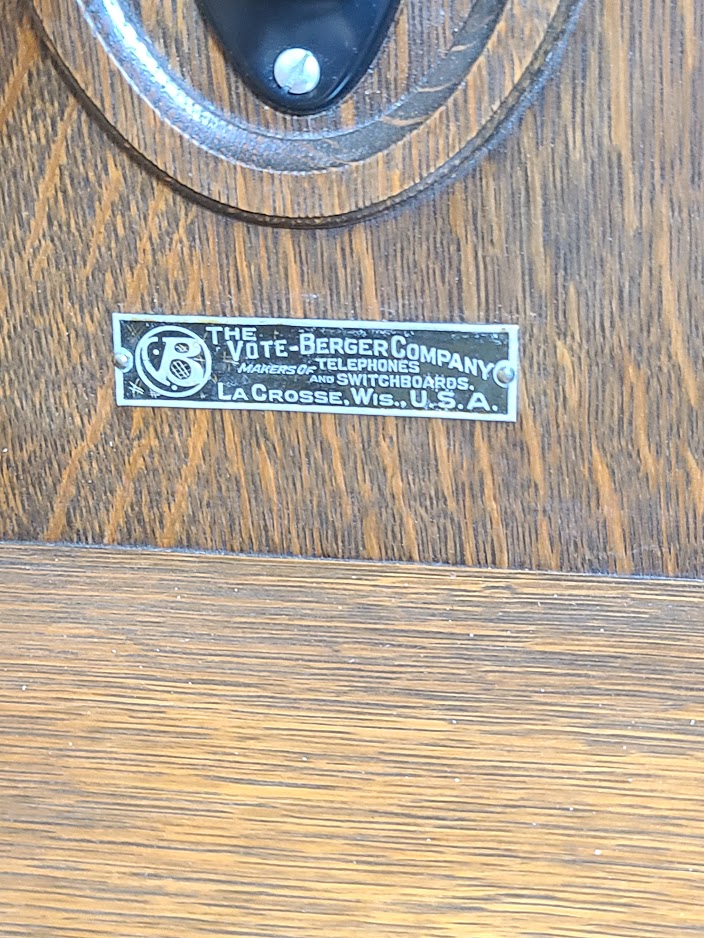 THE
VOTE-BERGER COMPANY
MAKERS OF TELEPHONES
AND SWITCHBOARDS.
LA CROSSE, WIS., U.S.A.